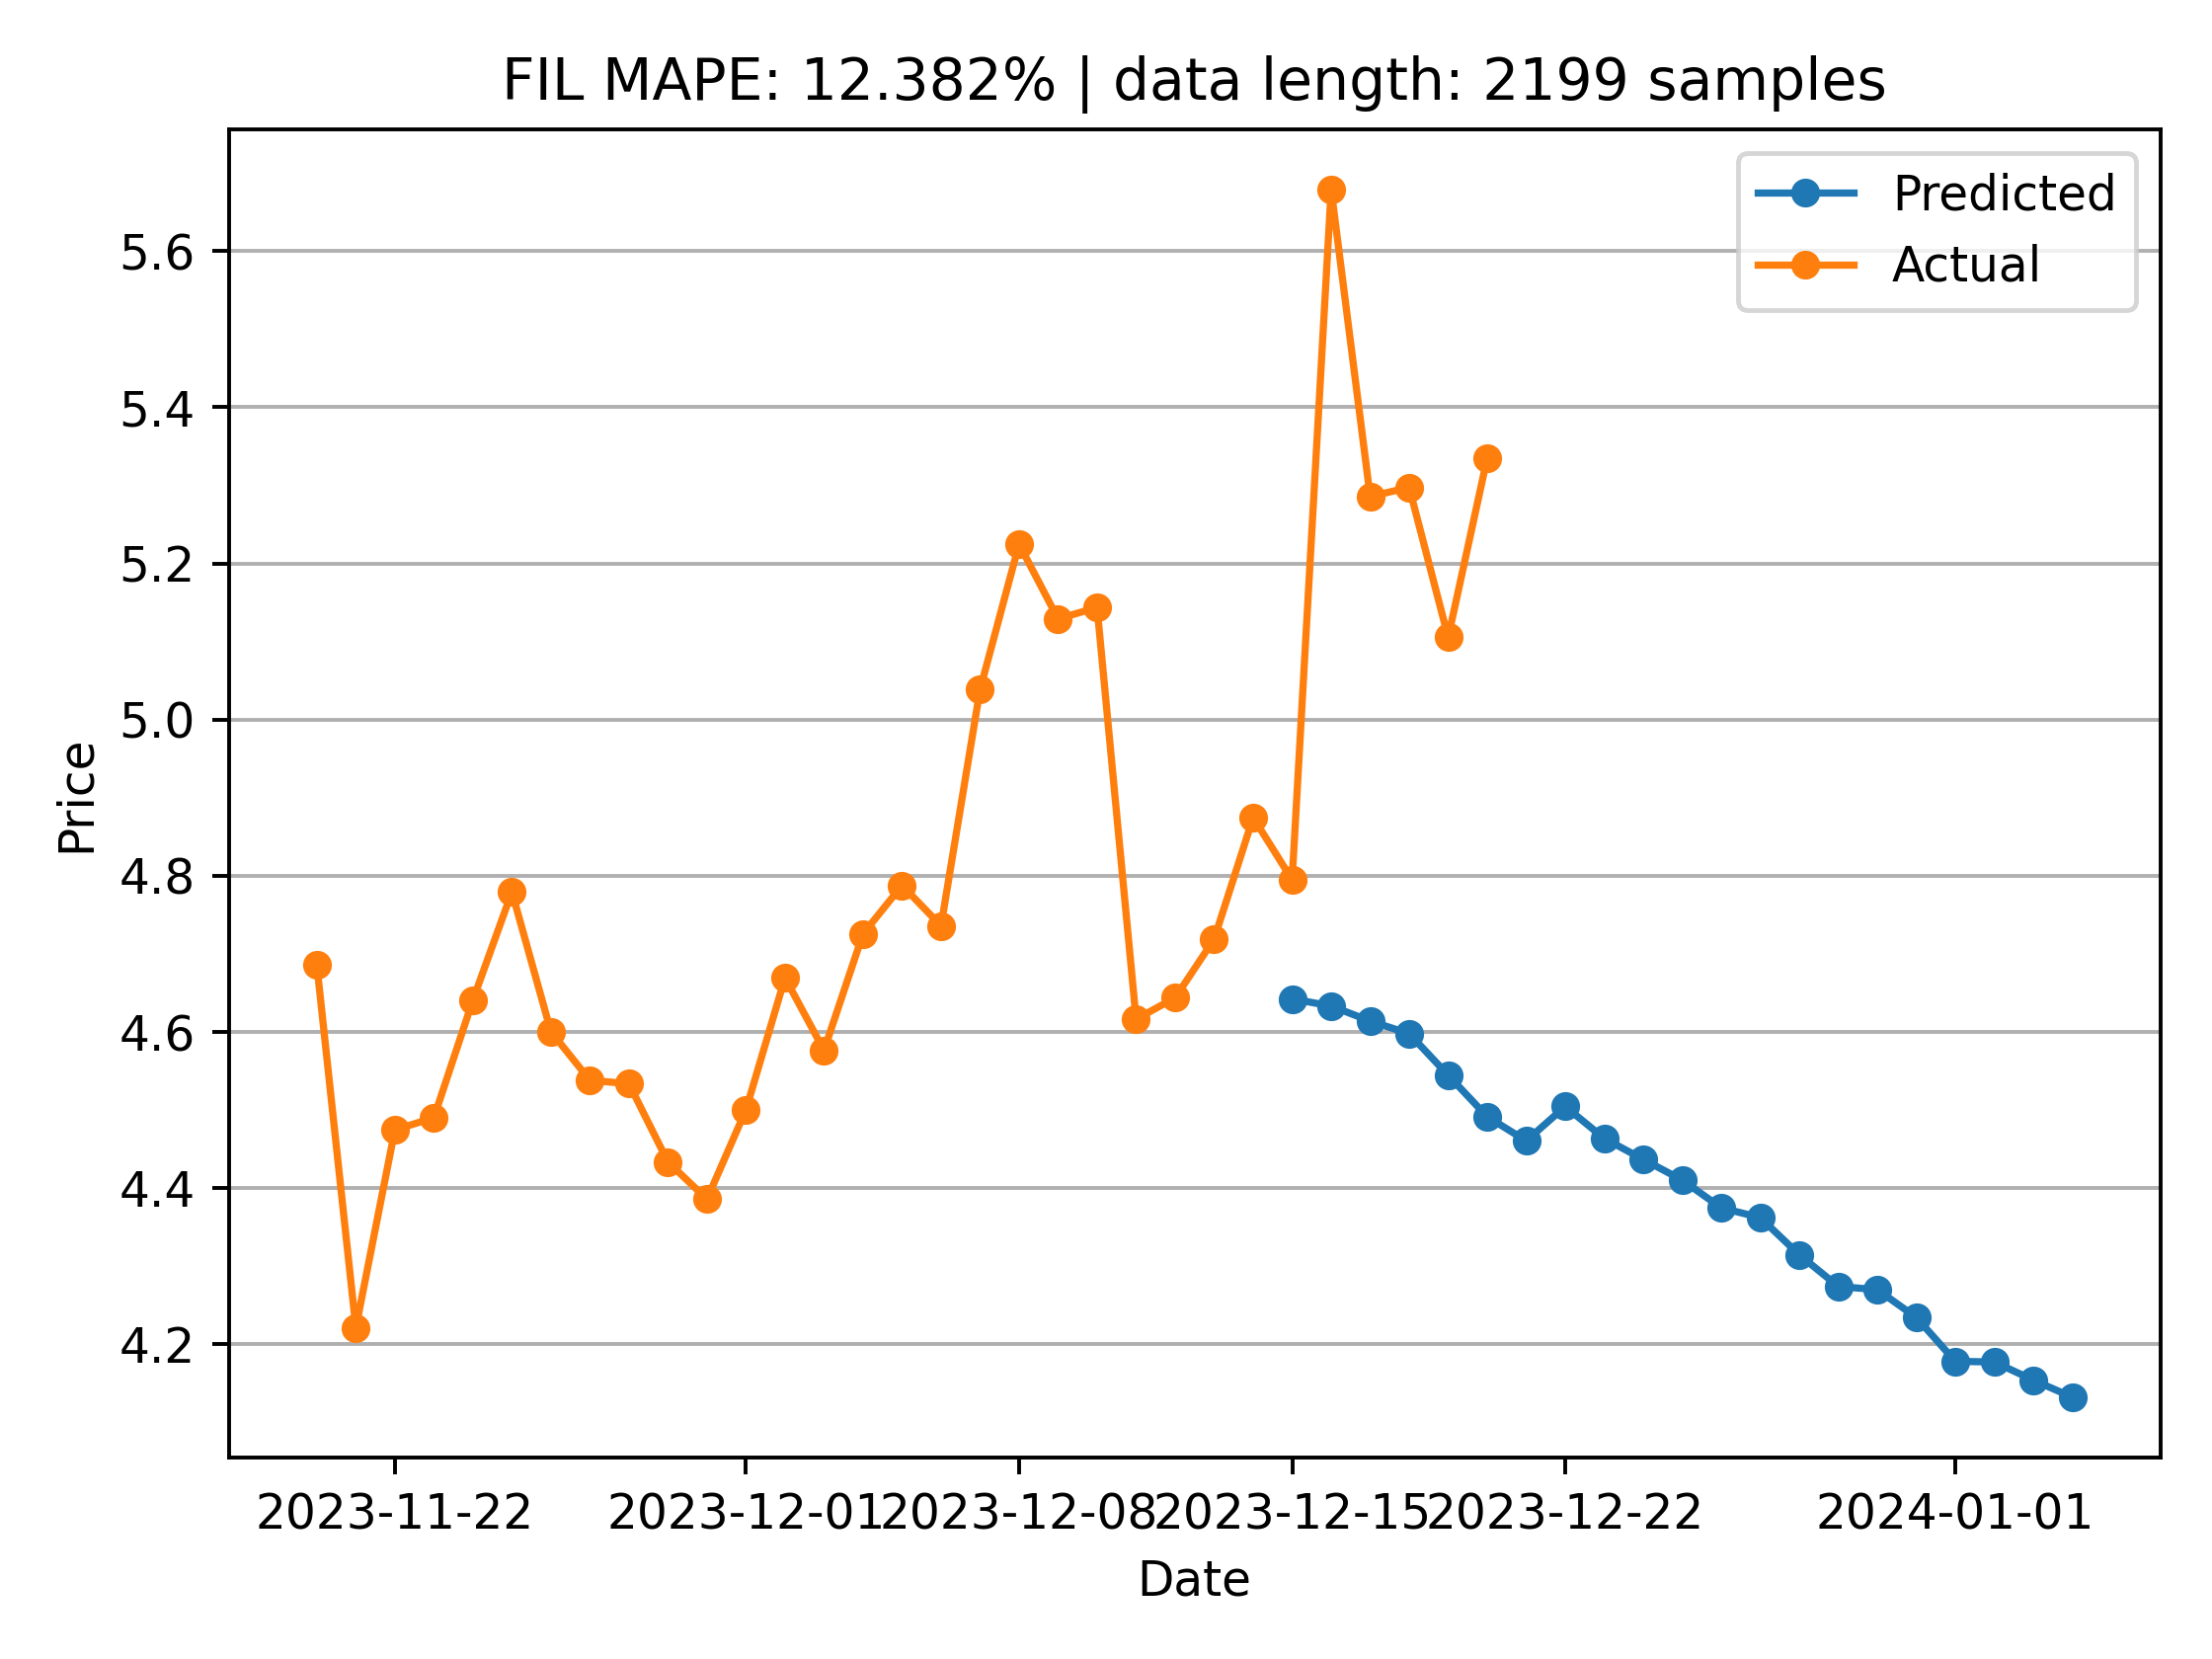 FIL MAPE: 12.382% | data length: 2199 samples
Predicted
Actual
5.6
5.4
5.2
5.0
4.8
4.6
4.4
4.2
Price
2023-11-22 2023-12-01 2023-12-08 2023-12-15 2023-12-22 2024-01-01
Date